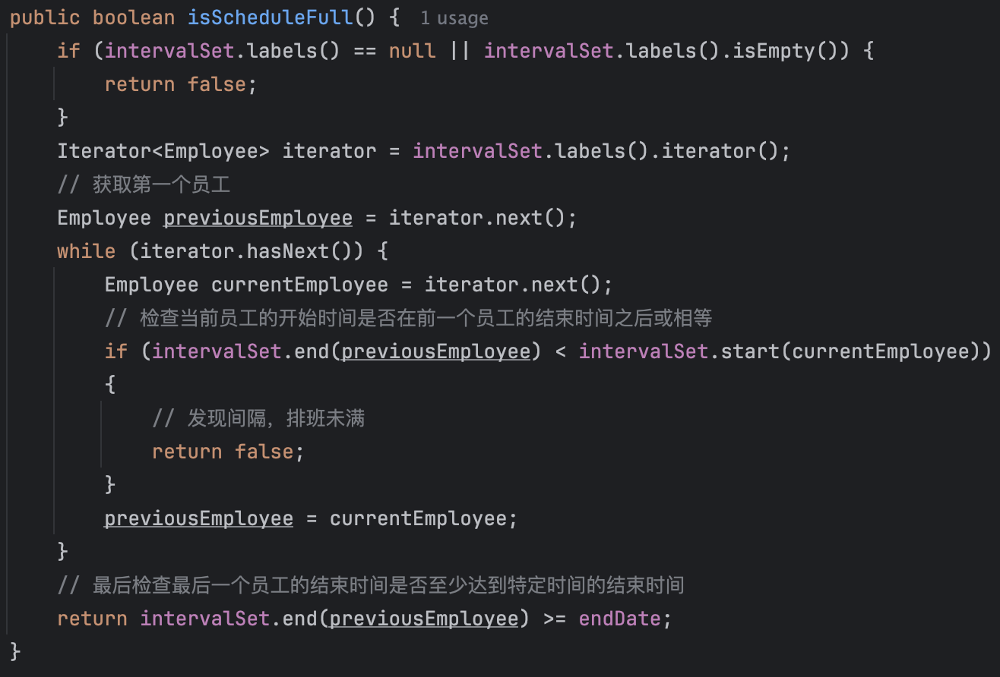 public boolean isScheduleFull() { 1 usage
if (intervalSet.labels() == null || intervalSet.labels().isEmpty()) {
return false;
}
Iterator<Employee> iterator = intervalSet.labels().iterator();
// 获取第一个员工
Employee previousEmployee = iterator.next();
while (iterator.hasNext()) {
Employee currentEmployee = iterator.next();
// 检查当前员工的开始时间是否在前一个员工的结束时间之后或相等
if (intervalSet.end(previousEmployee) < intervalSet.start(currentEmployee))
{
// 发现间隔，排班未满
return false;
}
previousEmployee = currentEmployee;
}
// 最后检查最后一个员工的结束时间是否至少达到特定时间的结束时间
return intervalSet.end(previousEmployee) >= endDate;
}